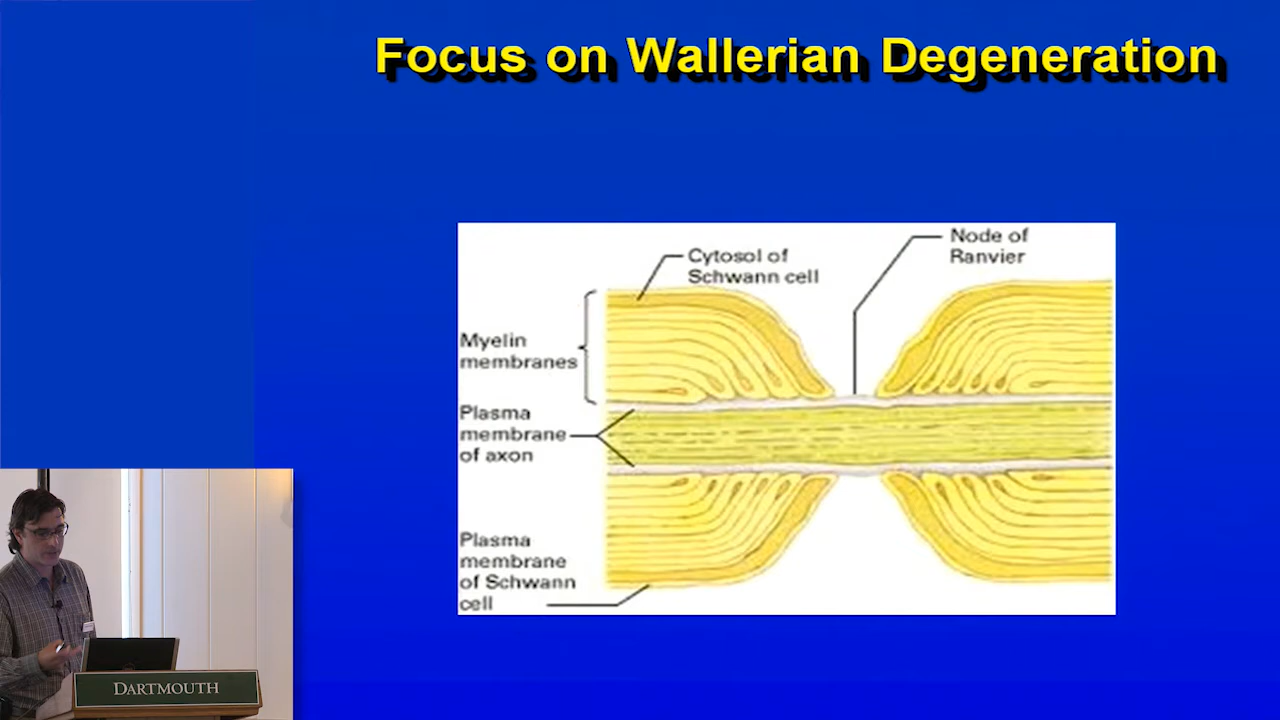 Focus on Wallerian Degeneration
Node of
Ranvier
Cytosol of
Schwann cell
Myelin
membranes
Plasma
membrane
of axon
Plasma
membrane
of Schwann
cell
DARTMOUTH